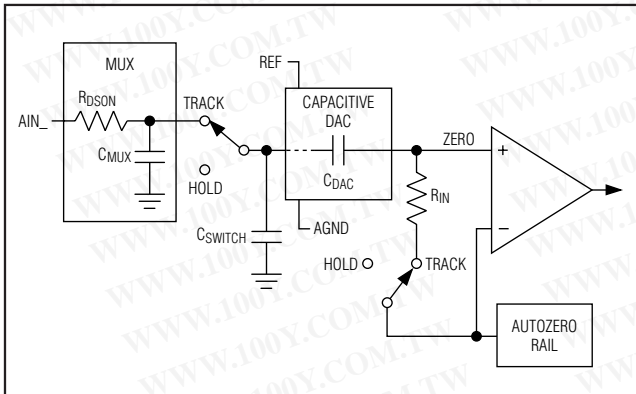 MUX
REF
RDSON
TRACK
CAPACITIVE
DAC
AIN_
ZERO
+
CMUX
CDAC
HOLD
RIN
CSWITCH
AGND
−
HOLD
TRACK
AUTOZERO
RAIL
WWW.100Y.COM.TW